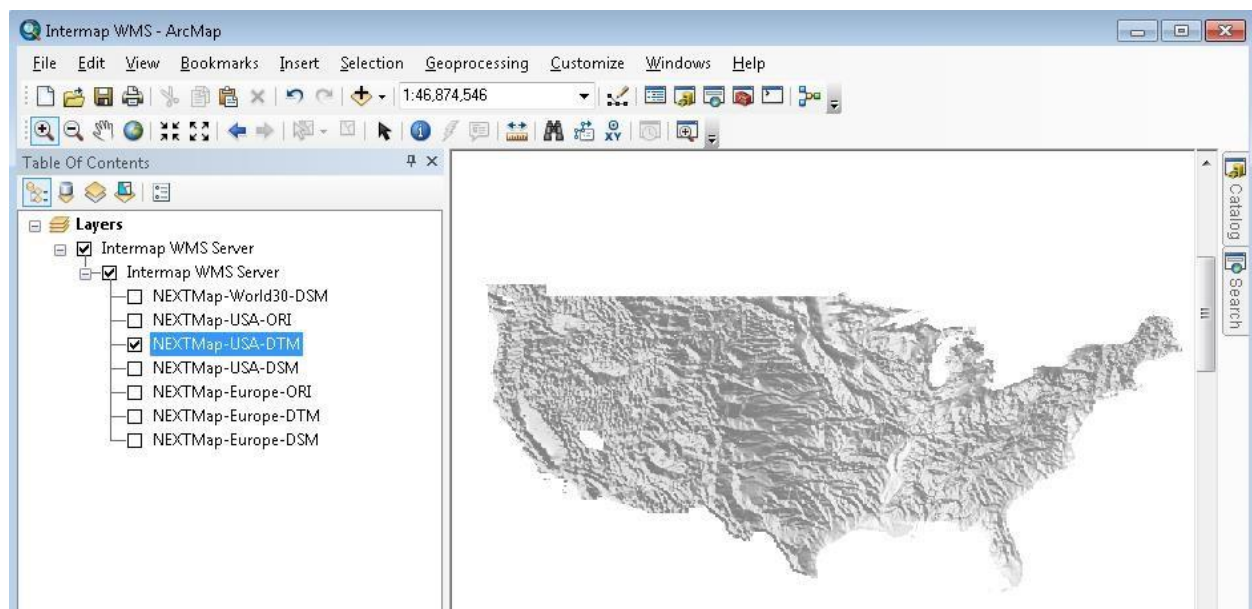 Intermap WMS - ArcMap
File Edit View Bookmarks Insert Selection Geoprocessing Customize Windows Help
1:46,874,546
XY
Table Of Contents
Layers
Intermap WMS Server
Intermap WMS Server
NEXTMap-World30-DSM
NEXTMap-USA-ORI
NEXTMap-USA-DTM
NEXTMap-USA-DSM
NEXTMap-Europe-ORI
NEXTMap-Europe-DTM
NEXTMap-Europe-DSM
Catalog
Search